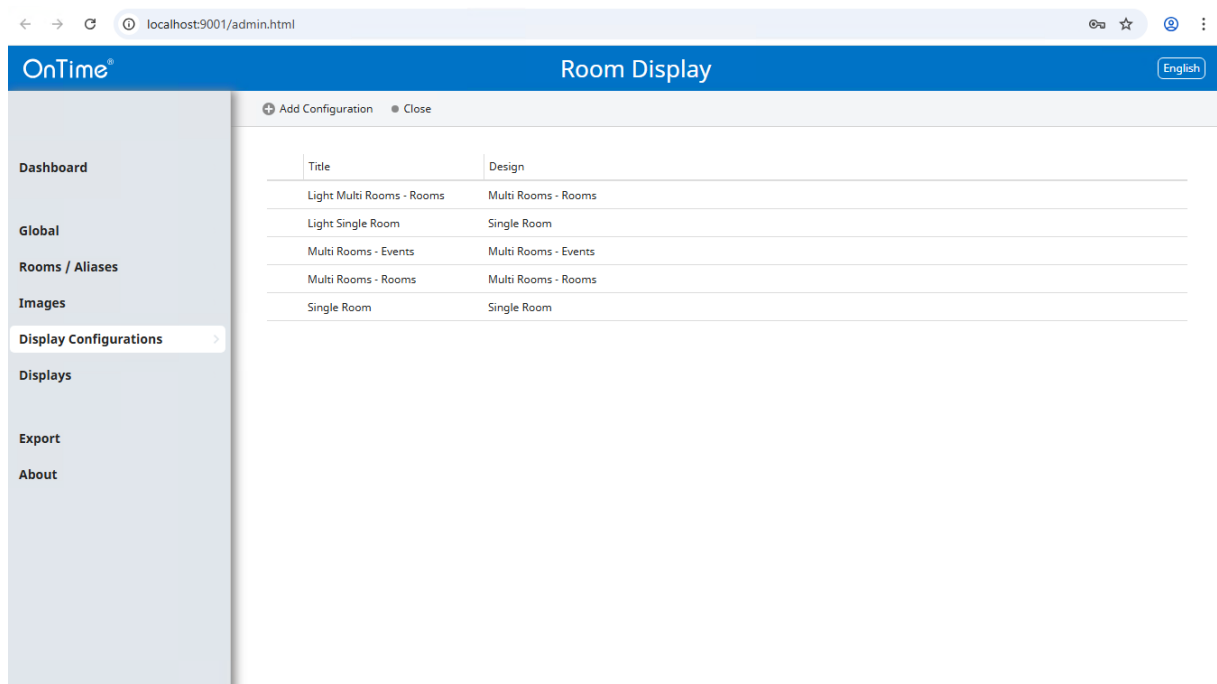 localhost:9001/admin.html
OnTime®
Room Display
English
Add Configuration
Close
Dashboard
Global
Rooms / Aliases
Images
Display Configurations
Displays
Export
About
Title Design
Light Multi Rooms - Rooms Multi Rooms - Rooms
Light Single Room Single Room
Multi Rooms - Events Multi Rooms - Events
Multi Rooms - Rooms Multi Rooms - Rooms
Single Room Single Room